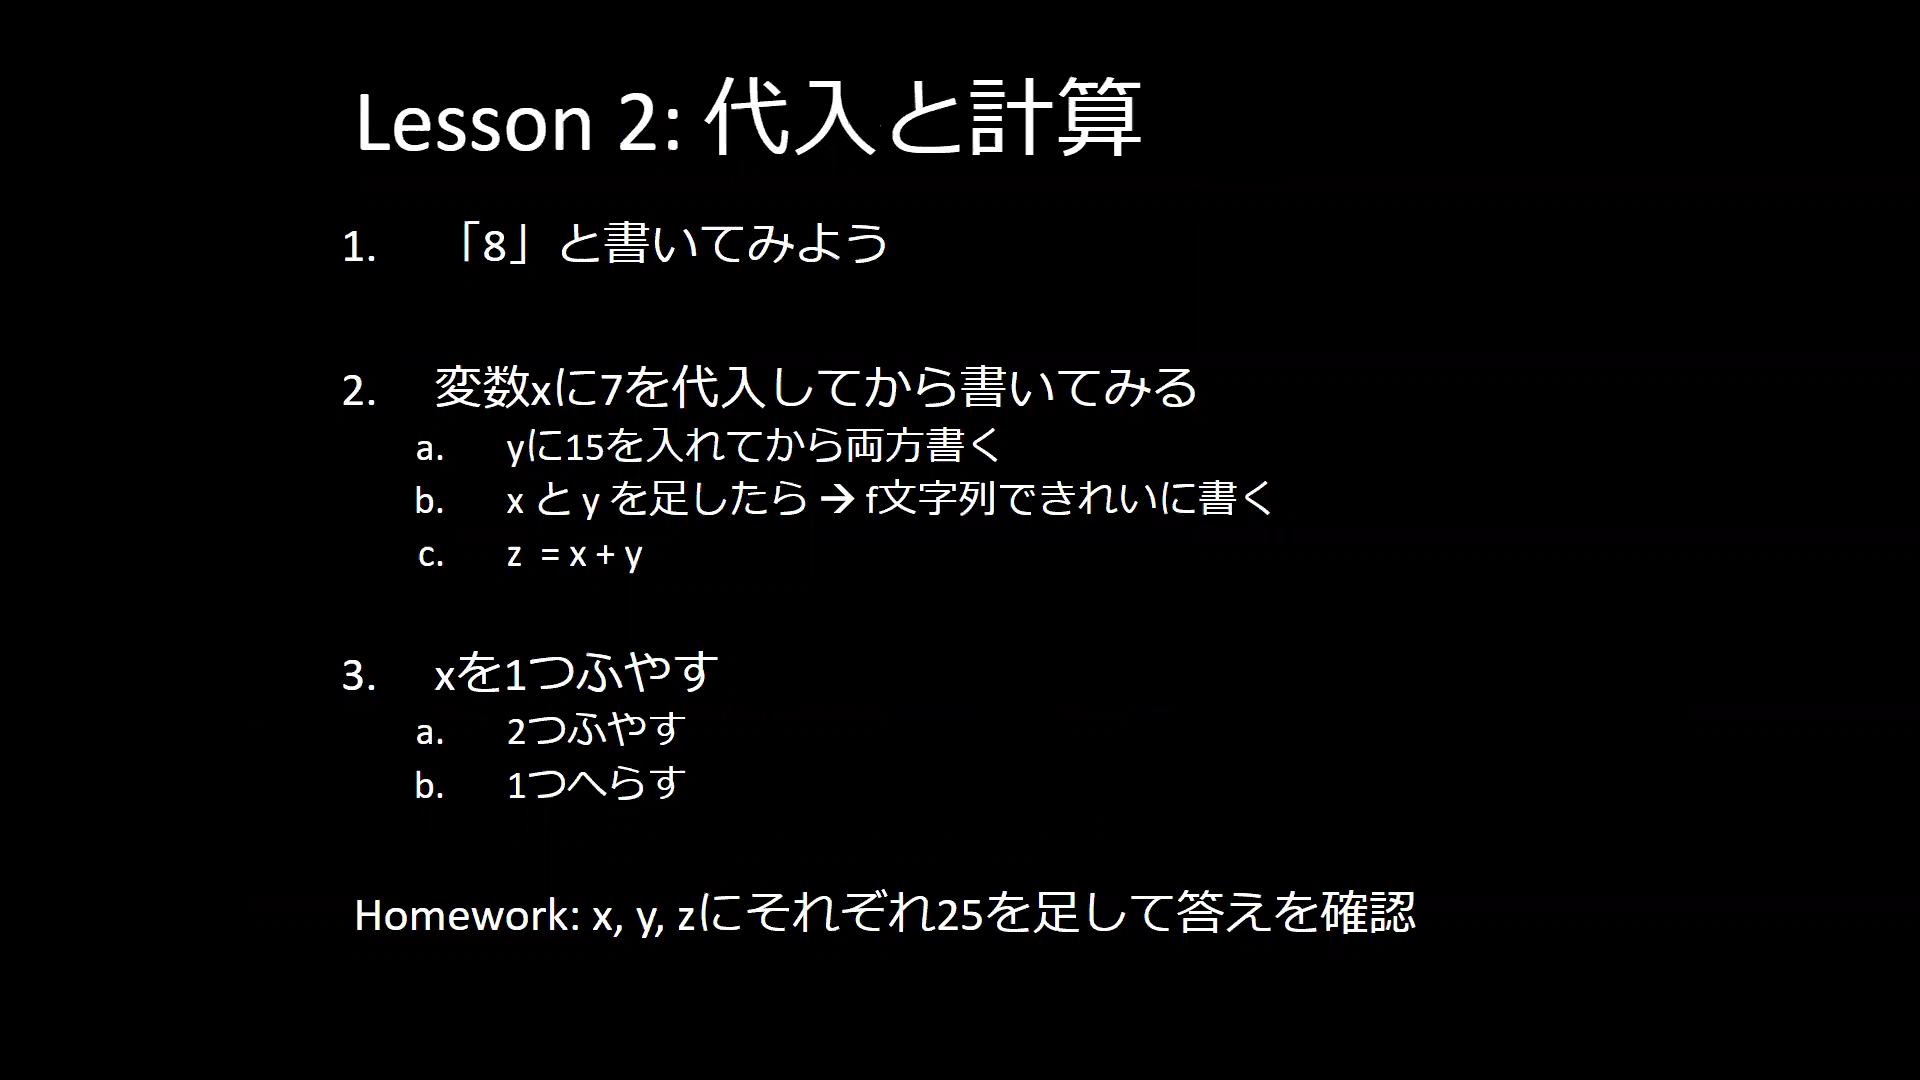 Lesson 2: 代入と計算
1. 「8」と書いてみよう
2. 変数xに7を代入してから書いてみる
a. yに15を入れてから両方書く
b. x と y を足したら → f文字列できれいに書く
c. z = x + y
3. xを1つふやす
a. 2つふやす
b. 1つへらす
Homework: x, y, zにそれぞれ25を足して答えを確認